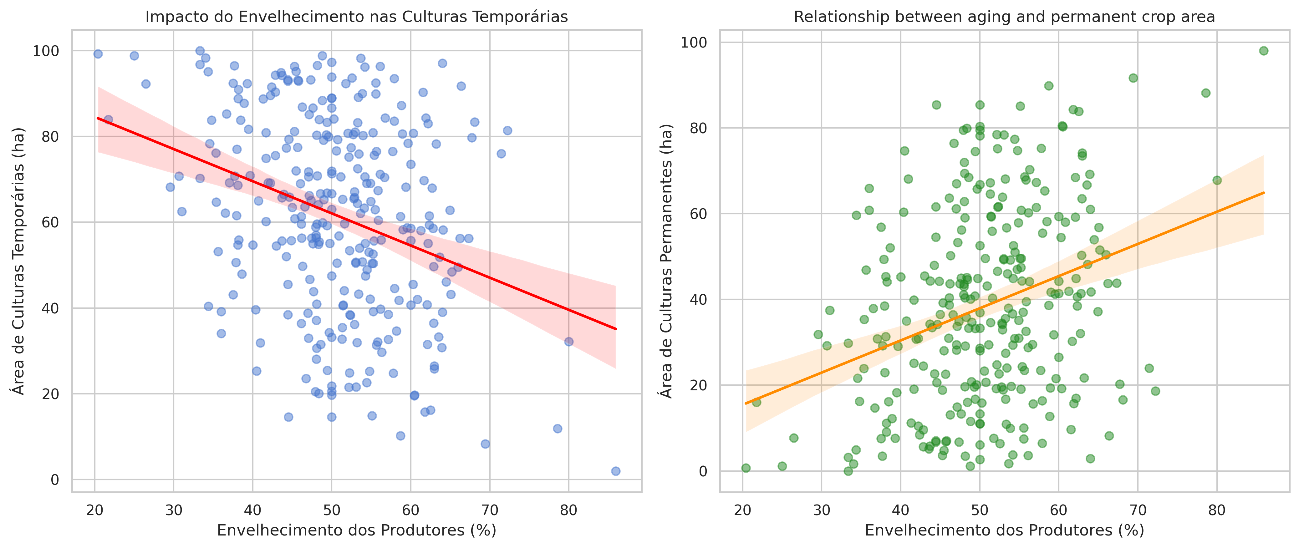 Impacto do Envelhecimento nas Culturas Temporárias
Área de Culturas Temporárias (ha)
100
80
60
40
20
0
20 30 40 50 60 70 80
Envelhecimento dos Produtores (%)
Relationship between aging and permanent crop area
Área de Culturas Permanentes (ha)
100
80
60
40
20
0
20 30 40 50 60 70 80
Envelhecimento dos Produtores (%)